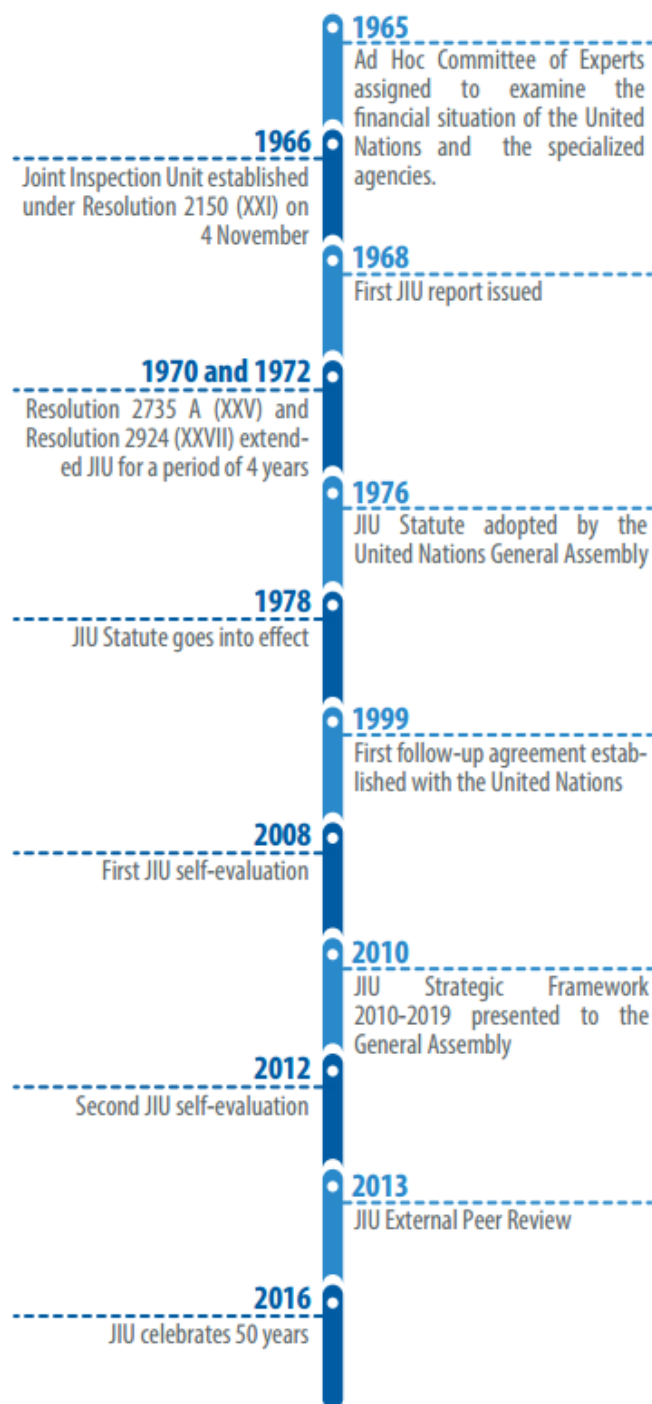 1965
Ad Hoc Committee of Experts
assigned to examine the
financial situation of the United
Nations and the specialized
agencies.
1966
Joint Inspection Unit established
under Resolution 2150 (XXI) on
4 November
1968
First JIU report issued
1970 and 1972
Resolution 2735 A (XXV) and
Resolution 2924 (XXVII) extend-
ed JIU for a period of 4 years
1976
JIU Statute adopted by the
United Nations General Assembly
1978
JIU Statute goes into effect
1999
First follow-up agreement estab-
lished with the United Nations
2008
First JIU self-evaluation
2010
JIU Strategic Framework
2010-2019 presented to the
General Assembly
2012
Second JIU self-evaluation
2013
JIU External Peer Review
2016
JIU celebrates 50 years